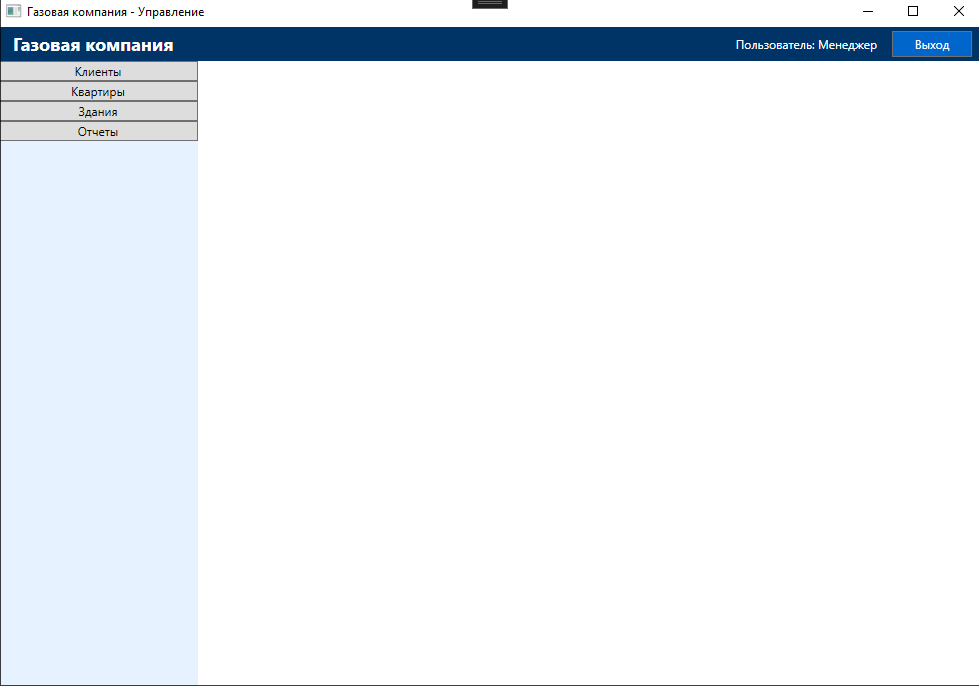 Газовая компания - Управление
Газовая компания
Пользователь: Менеджер
Выход
Клиенты
Квартиры
Здания
Отчеты